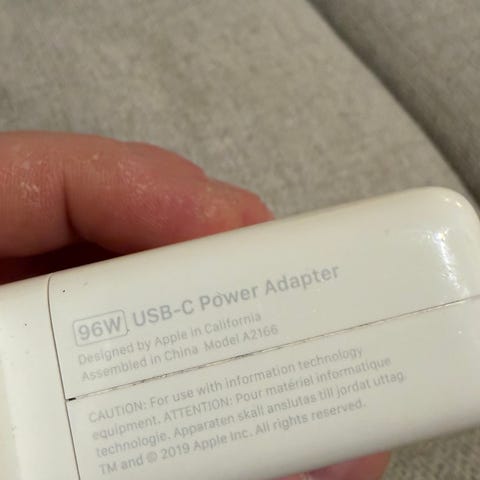 96W USB-C Power Adapter
Designed by Apple in California
Assembled in China Model A2166
CAUTION: For use with information technology
equipment. ATTENTION: Pour matériel informatique
technologie. Apparaten skall anslutas till jordat uttag.
TM and © 2019 Apple Inc. All rights reserved.